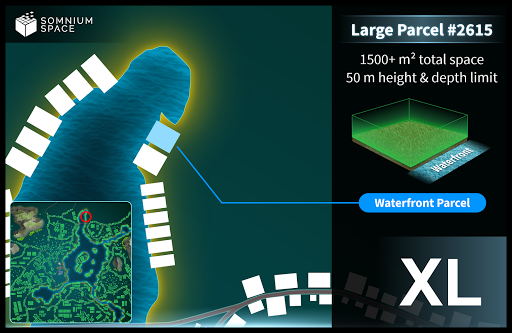 SOMNIUM
SPACE
Large Parcel #2615
1500+ m² total space
50 m height & depth limit
Waterfront
Waterfront Parcel
XL